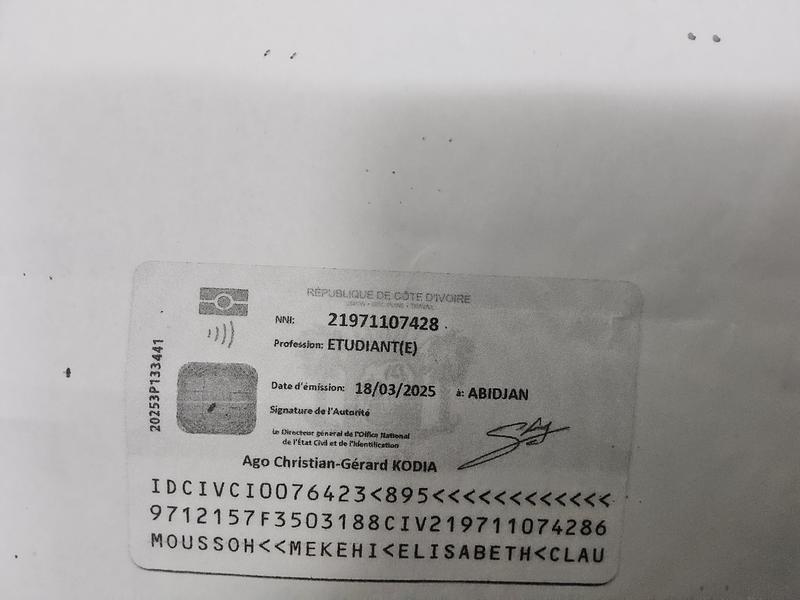 RÉPUBLIQUE DE CÔTE D'IVOIRE
NNI: 21971107428
Profession: ETUDIANT(E)
Date d'émission: 18/03/2025 à: ABIDJAN
Signature de l'Autorité
Le Directeur général de l'Office National
de l'État Civil et de l'Identification
Ago Christian-Gérard KODIA
20253P133441
IDCIVCI0076423<895<<<<<<<<<<<<
9712157F3503188CIV219711074286
MOUSSOH<<MEKEHI<ELISABETH<CLAU